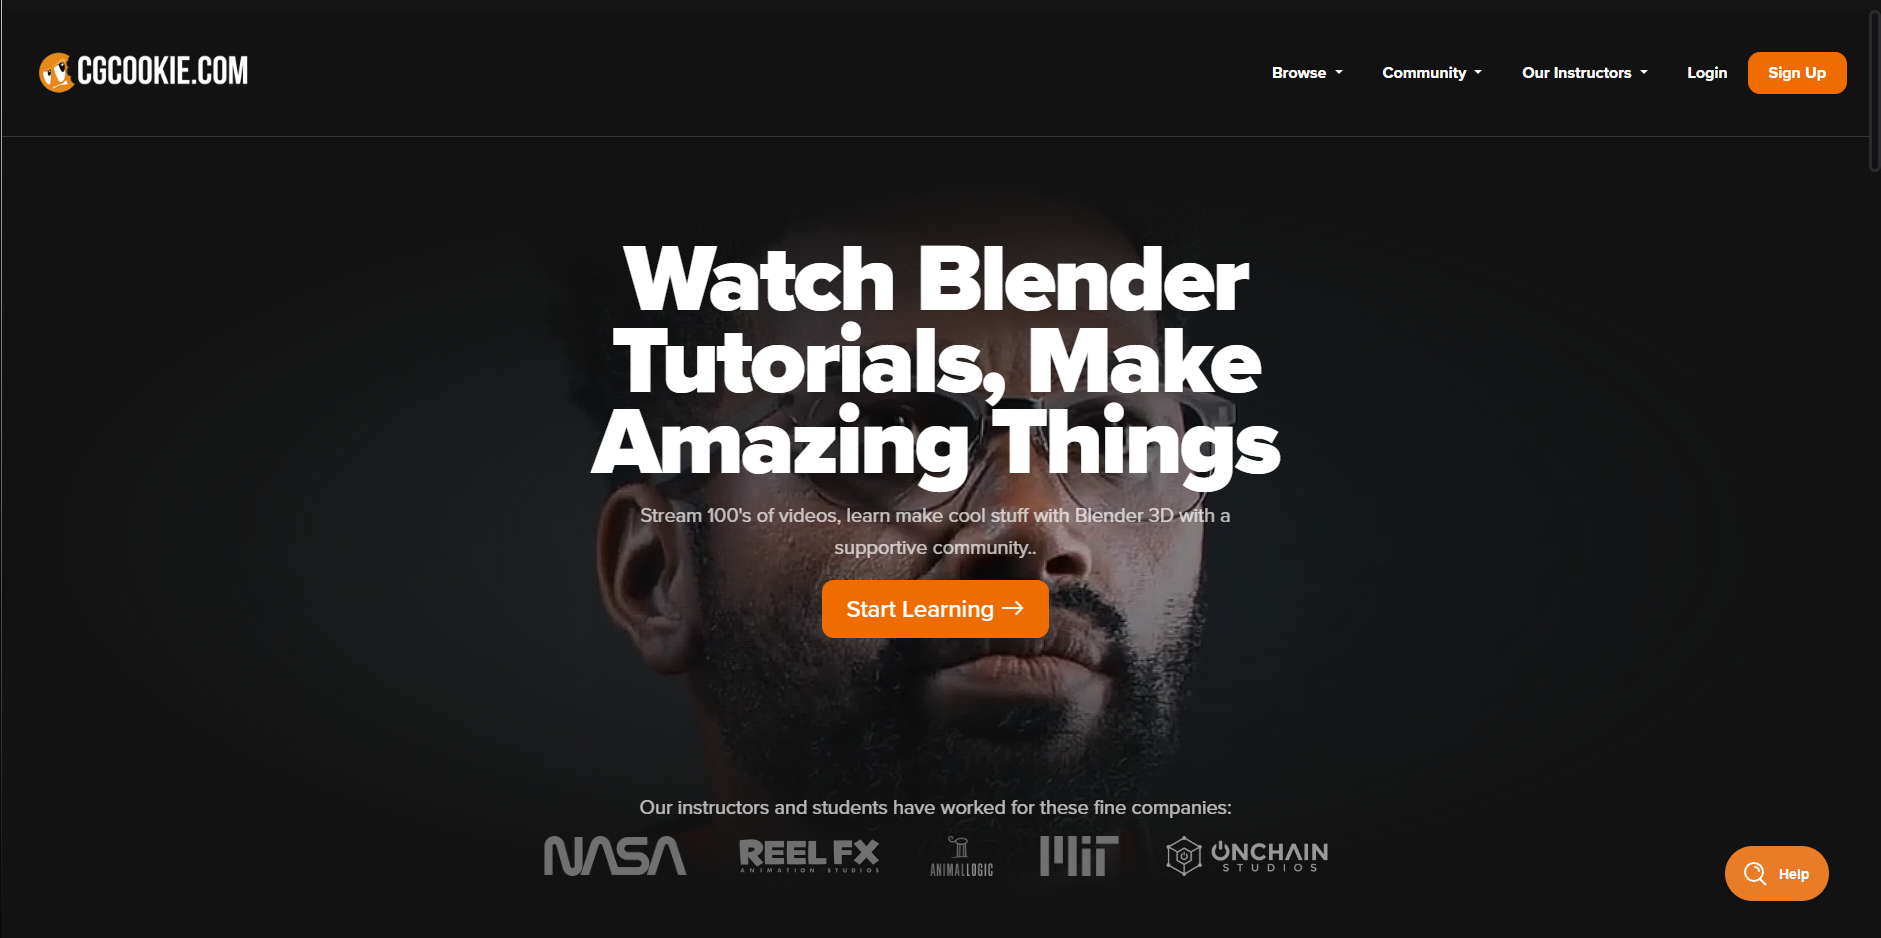 CGCOOKIE.COM
Browse
Community
Our Instructors
Login
Sign Up
Watch Blender
Tutorials, Make
Amazing Things
Stream 100's of videos, learn make cool stuff with Blender 3D with a
supportive community..
Start Learning
Our instructors and students have worked for these fine companies:
NASA
REEL FX
ANIMATION STUDIOS
ANIMALLOGIC
MIT
ONCHAIN
STUDIOS
Help